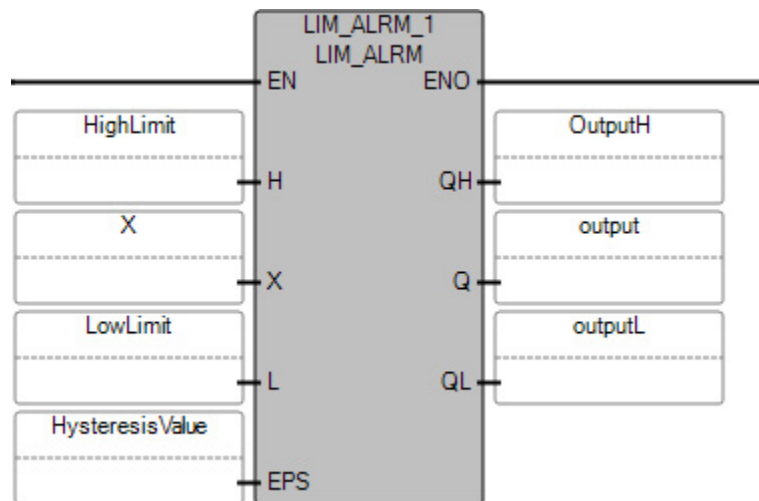 LIM_ALRM_1
LIM_ALRM
EN ENO
HighLimit OutputH
H QH
X output
X Q
LowLimit outputL
L QL
HysteresisValue
EPS